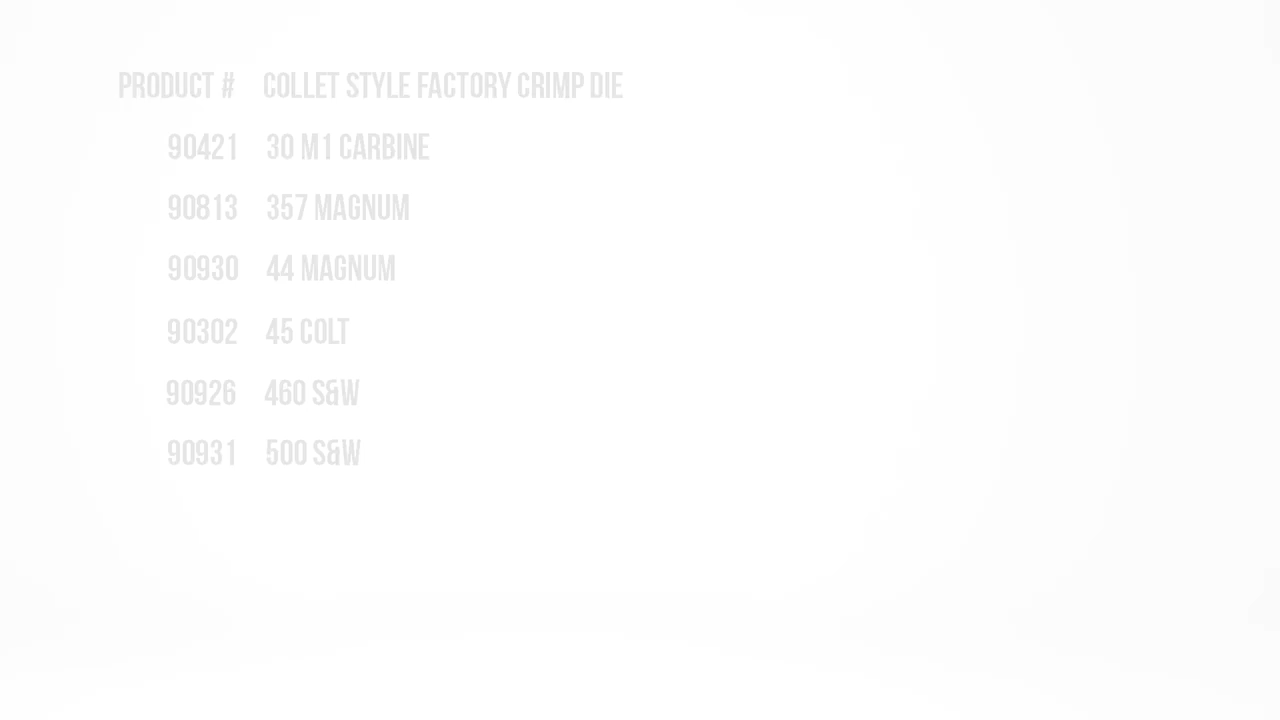 PRODUCT # COLLET STYLE FACTORY CRIMP DIE
90421 30 M1 CARBINE
90813 357 MAGNUM
90930 44 MAGNUM
90302 45 COLT
90926 460 S&W
90931 500 S&W